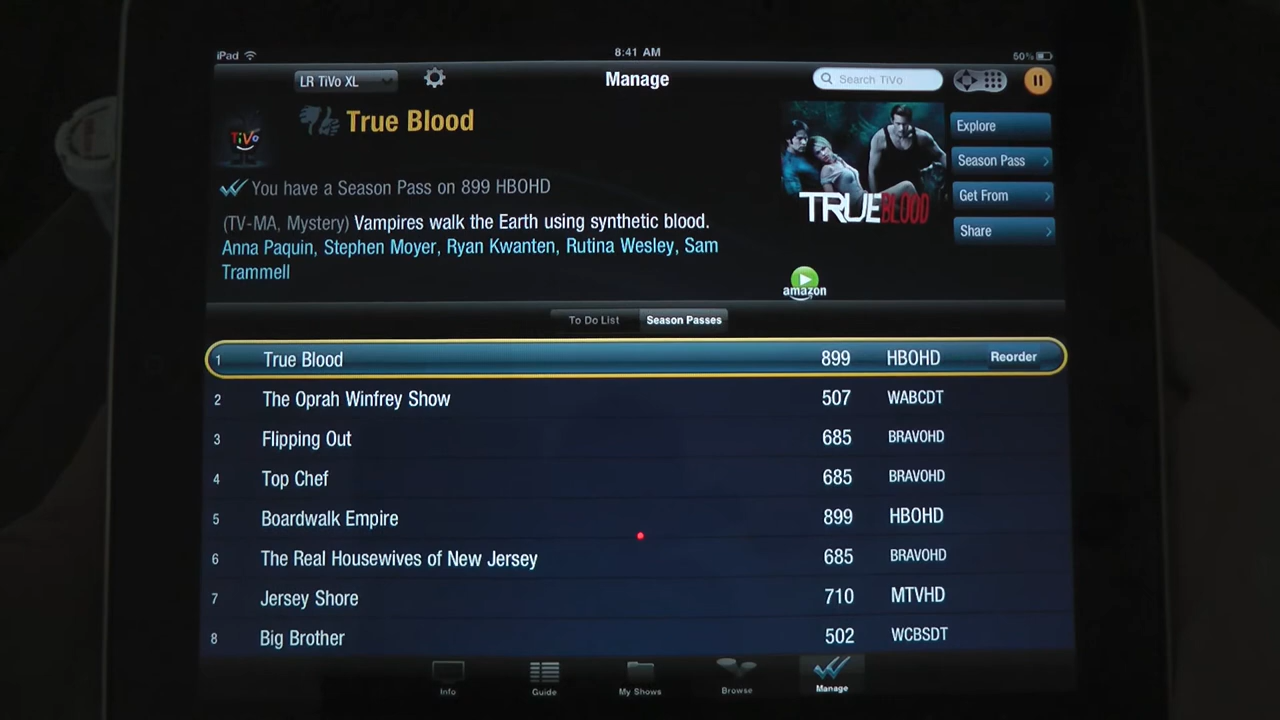 iPad
8:41 AM
50%
LR TiVo XL
Manage
Search TiVo
TiVo
True Blood
You have a Season Pass on 899 HBOHD
(TV-MA, Mystery) Vampires walk the Earth using synthetic blood.
Anna Paquin, Stephen Moyer, Ryan Kwanten, Rutina Wesley, Sam
Trammell
TRUE BLOOD
amazon
Explore
Season Pass
Get From
Share
To Do List Season Passes
1 True Blood 899 HBOHD Reorder
2 The Oprah Winfrey Show 507 WABCDT
3 Flipping Out 685 BRAVOHD
4 Top Chef 685 BRAVOHD
5 Boardwalk Empire 899 HBOHD
6 The Real Housewives of New Jersey 685 BRAVOHD
7 Jersey Shore 710 MTVHD
8 Big Brother 502 WCBSDT
Info Guide My Shows Browse Manage